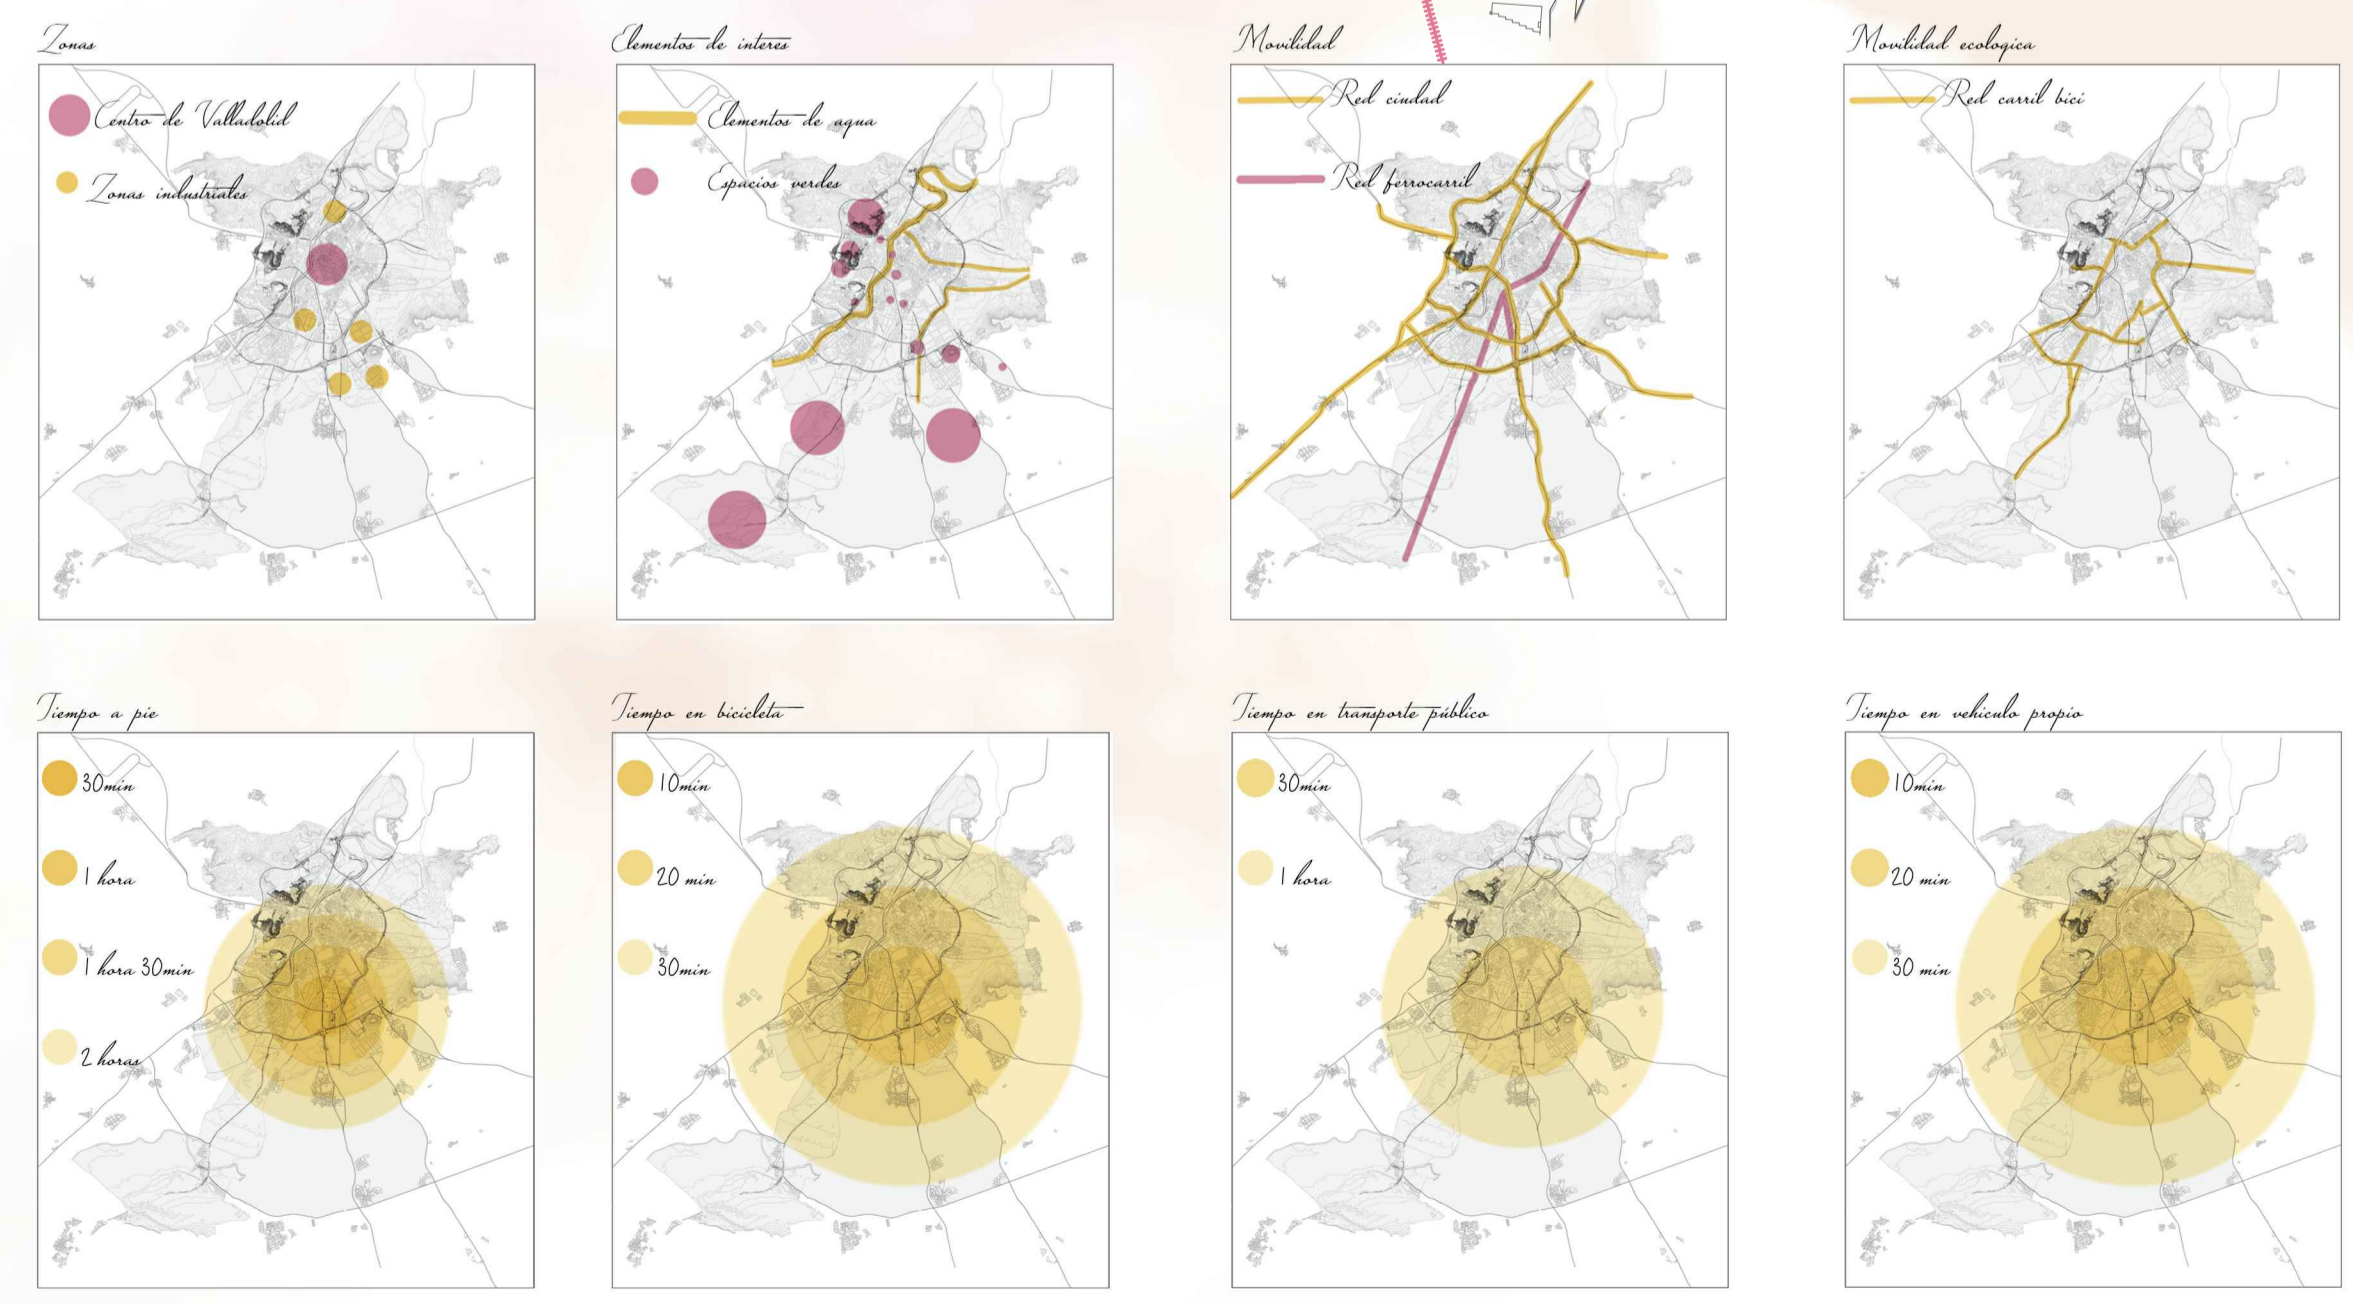 Zonas
Centro de Valladolid
Zonas industriales
Elementos de interes
Elementos de agua
Espacios verdes
Movilidad
Red ciudad
Red ferrocarril
Movilidad ecologica
Red carril bici
Tiempo a pie
30min
1 hora
1 hora 30min
2 horas
Tiempo en bicicleta
10min
20 min
30min
Tiempo en transporte público
30min
1 hora
Tiempo en vehiculo propio
10min
20 min
30 min